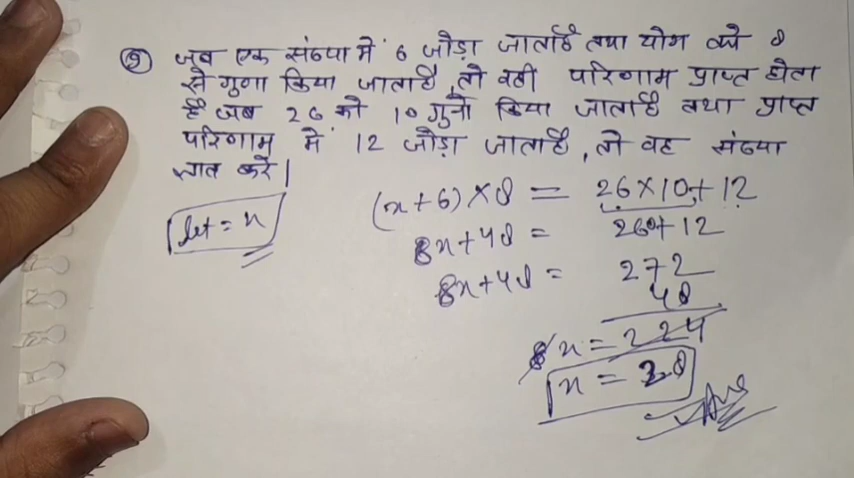 9 जब एक संख्या में 6 जोड़ा जाता है तथा योग को 8
से गुणा किया जाता है, तो वही परिणाम प्राप्त होता
है जब 26 को 10 गुना किया जाता है तथा प्राप्त
परिणाम में 12 जोड़ा जाता है, तो वह संख्या
ज्ञात करे।
let = x
(x+6)×8 = 26×10+12
8x+48 = 260+12
8x+48 = 272
48
8x = 224
x = 28
Ans